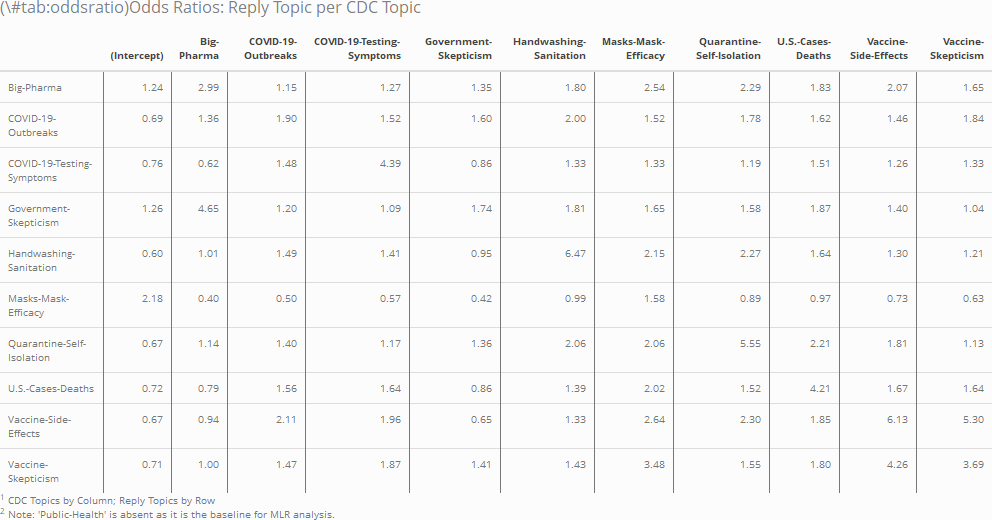 (\#tab:oddsratio)Odds Ratios: Reply Topic per CDC Topic
(Intercept) Big-Pharma COVID-19-Outbreaks COVID-19-Testing-Symptoms Government-Skepticism Handwashing-Sanitation Masks-Mask-Efficacy Quarantine-Self-Isolation U.S.-Cases-Deaths Vaccine-Side-Effects Vaccine-Skepticism
Big-Pharma 1.24 2.99 1.15 1.27 1.35 1.80 2.54 2.29 1.83 2.07 1.65
COVID-19-Outbreaks 0.69 1.36 1.90 1.52 1.60 2.00 1.52 1.78 1.62 1.46 1.84
COVID-19-Testing-Symptoms 0.76 0.62 1.48 4.39 0.86 1.33 1.33 1.19 1.51 1.26 1.33
Government-Skepticism 1.26 4.65 1.20 1.09 1.74 1.81 1.65 1.58 1.87 1.40 1.04
Handwashing-Sanitation 0.60 1.01 1.49 1.41 0.95 6.47 2.15 2.27 1.64 1.30 1.21
Masks-Mask-Efficacy 2.18 0.40 0.50 0.57 0.42 0.99 1.58 0.89 0.97 0.73 0.63
Quarantine-Self-Isolation 0.67 1.14 1.40 1.17 1.36 2.06 2.06 5.55 2.21 1.81 1.13
U.S.-Cases-Deaths 0.72 0.79 1.56 1.64 0.86 1.39 2.02 1.52 4.21 1.67 1.64
Vaccine-Side-Effects 0.67 0.94 2.11 1.96 0.65 1.33 2.64 2.30 1.85 6.13 5.30
Vaccine-Skepticism 0.71 1.00 1.47 1.87 1.41 1.43 3.48 1.55 1.80 4.26 3.69
1 CDC Topics by Column; Reply Topics by Row
2 Note: 'Public-Health' is absent as it is the baseline for MLR analysis.